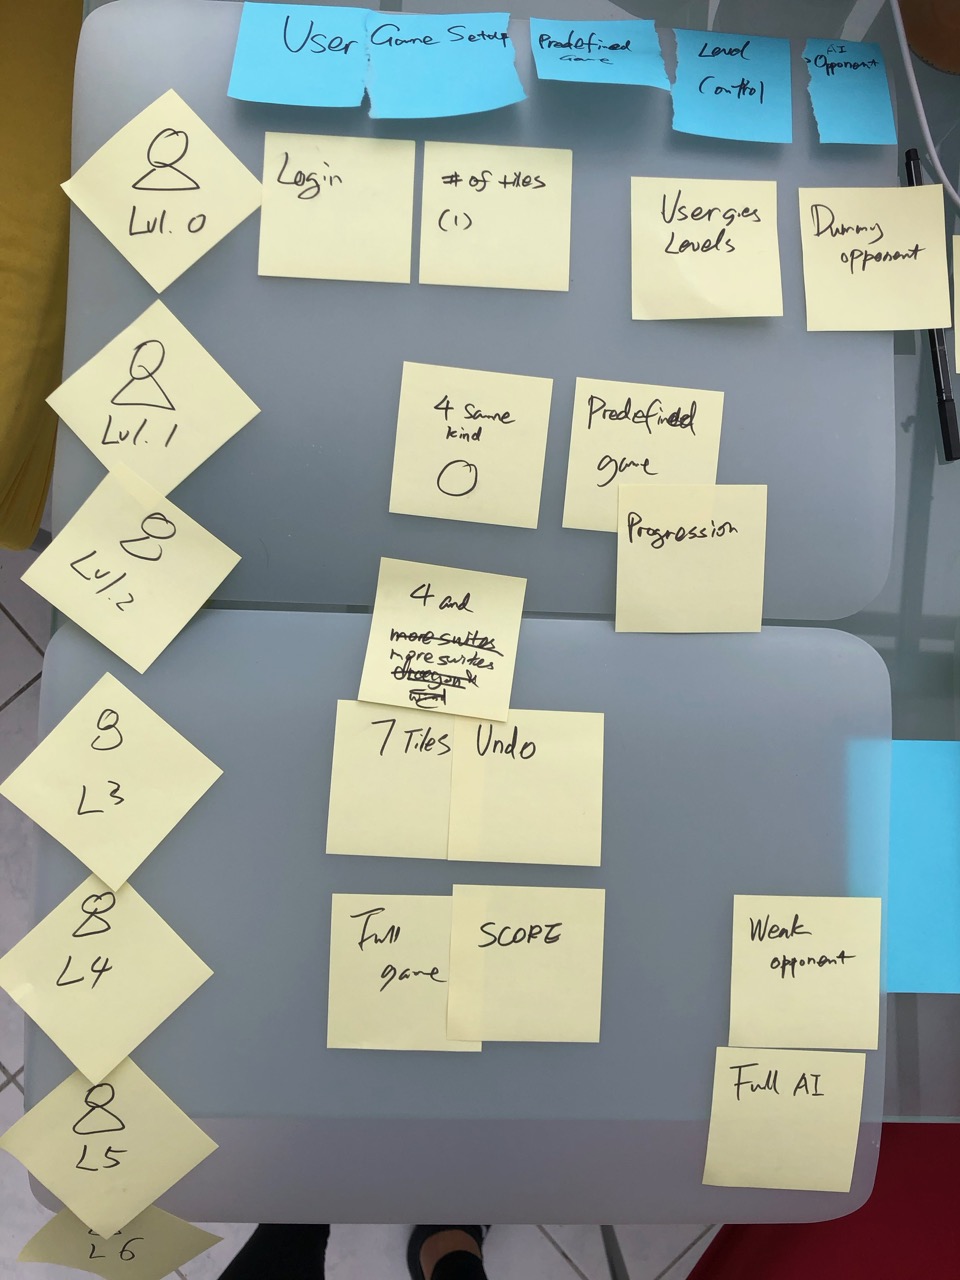 User
Game Setup
Predefined
Game
Level
Control
AI
Opponent
Lvl. 0
Login
# of tiles
(1)
Levels
Dummy
opponent
Lvl. 1
4 same
kind
Predefined
game
Progression
Lvl. 2
4 and
more suites
more suites
L3
7 Tiles
Undo
L4
Full
game
SCORE
Weak
opponent
L5
Full AI
L6